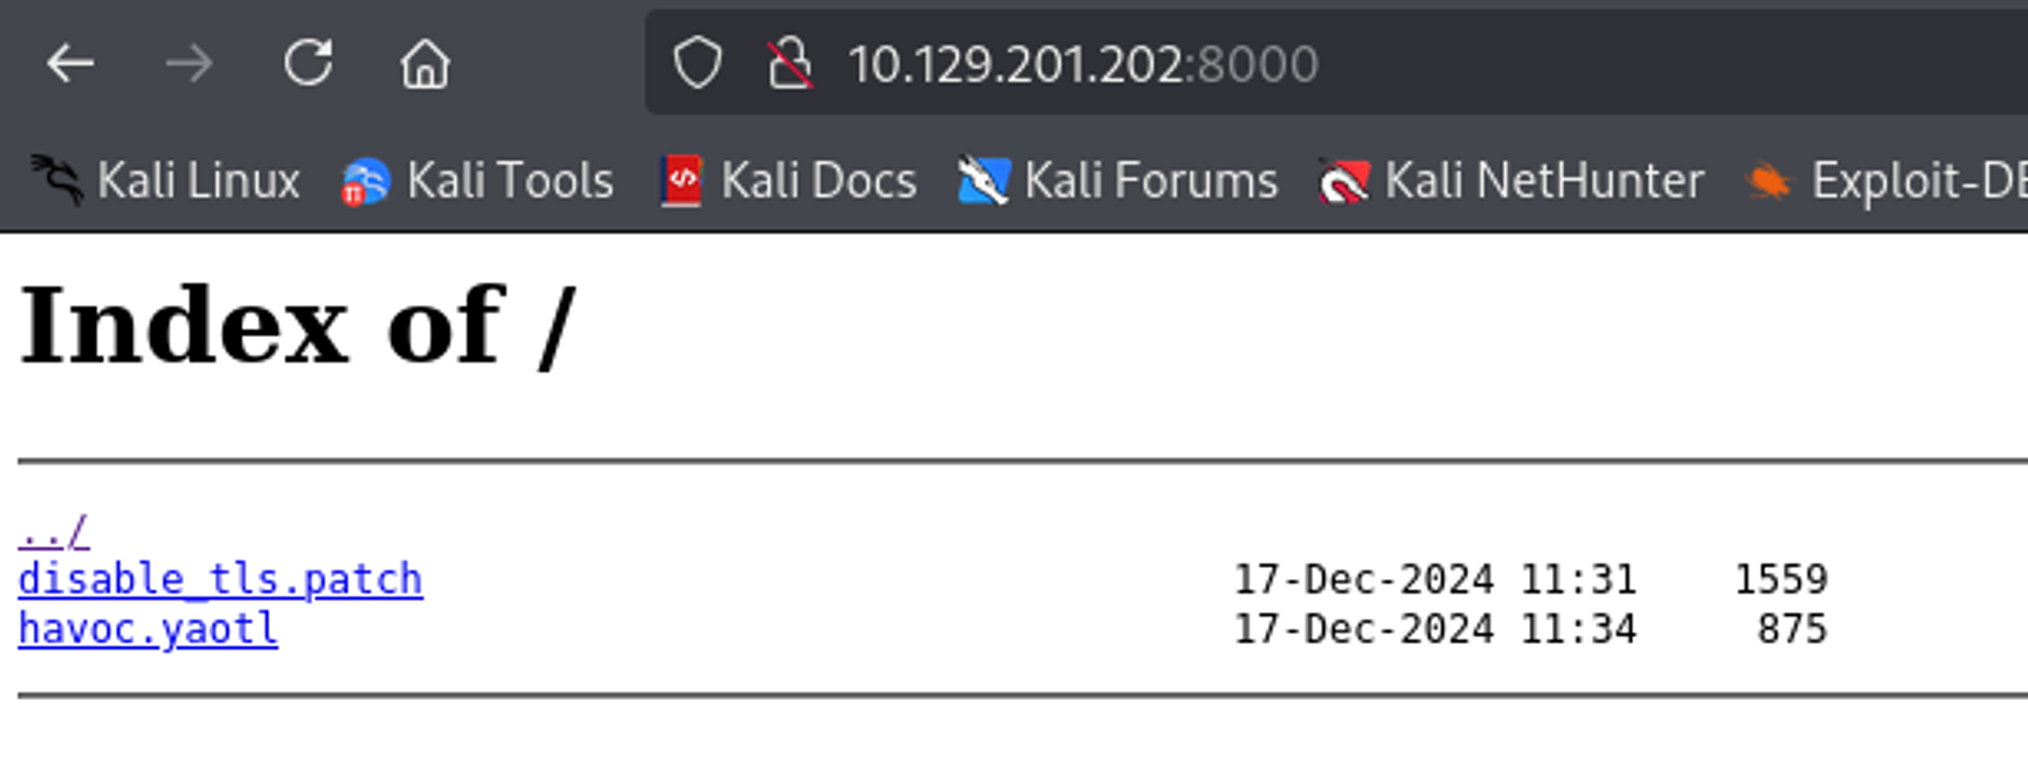 10.129.201.202:8000
Kali Linux Kali Tools Kali Docs Kali Forums Kali NetHunter Exploit-DB
Index of /
../
disable_tls.patch 17-Dec-2024 11:31 1559
havoc.yaotl 17-Dec-2024 11:34 875